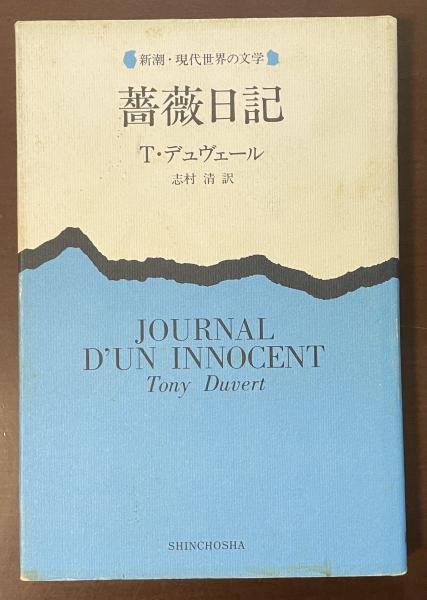 新潮・現代世界の文学
薔薇日記
T・デュヴェール
志村 清 訳
JOURNAL
D'UN INNOCENT
Tony Duvert
SHINCHOSHA